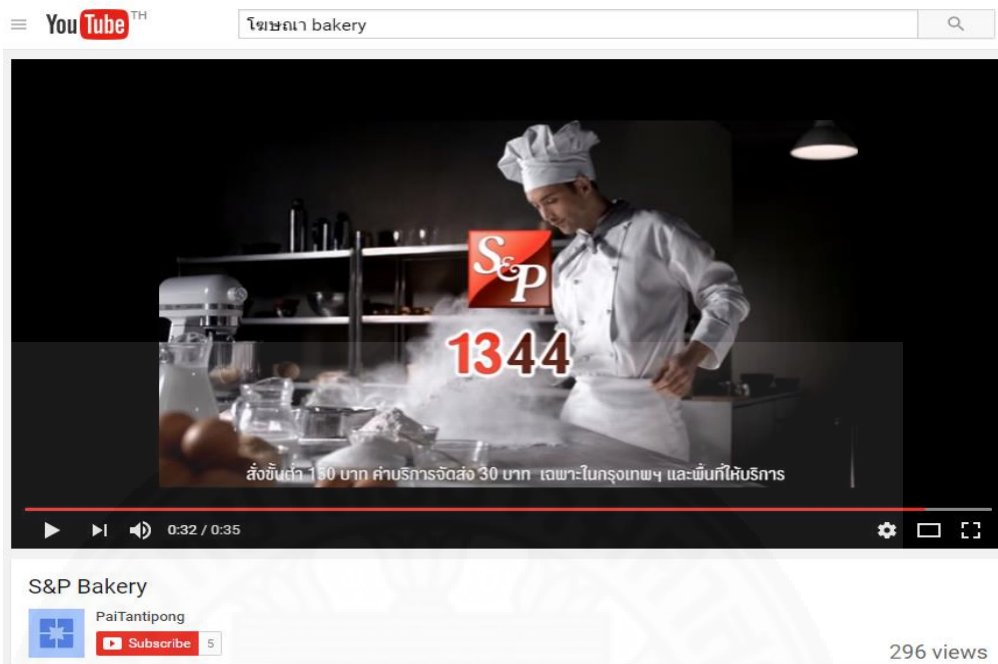 YouTube TH
โฆษณา bakery
S&P
1344
สั่งขั้นต่ำ 150 บาท ค่าบริการจัดส่ง 30 บาท เฉพาะในกรุงเทพฯ และพื้นที่ให้บริการ
0:32 / 0:35
S&P Bakery
PaiTantipong
Subscribe 5
296 views